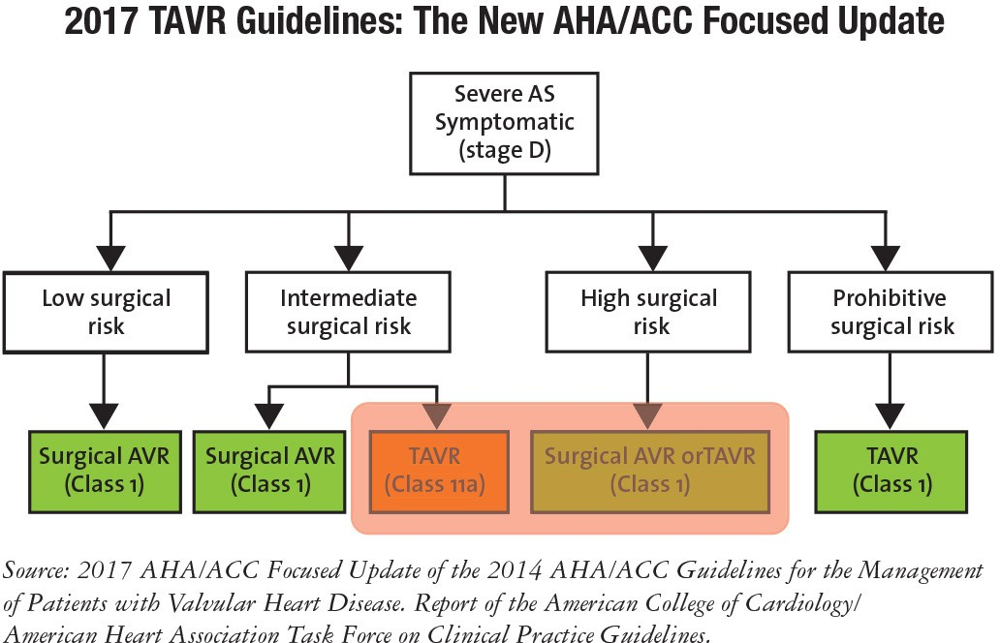 2017 TAVR Guidelines: The New AHA/ACC Focused Update
Severe AS
Symptomatic
(stage D)
Low surgical
risk
Intermediate
surgical risk
High surgical
risk
Prohibitive
surgical risk
Surgical AVR
(Class 1)
Surgical AVR
(Class 1)
TAVR
(Class 11a)
Surgical AVR orTAVR
(Class 1)
TAVR
(Class 1)
Source: 2017 AHA/ACC Focused Update of the 2014 AHA/ACC Guidelines for the Management
of Patients with Valvular Heart Disease. Report of the American College of Cardiology/
American Heart Association Task Force on Clinical Practice Guidelines.